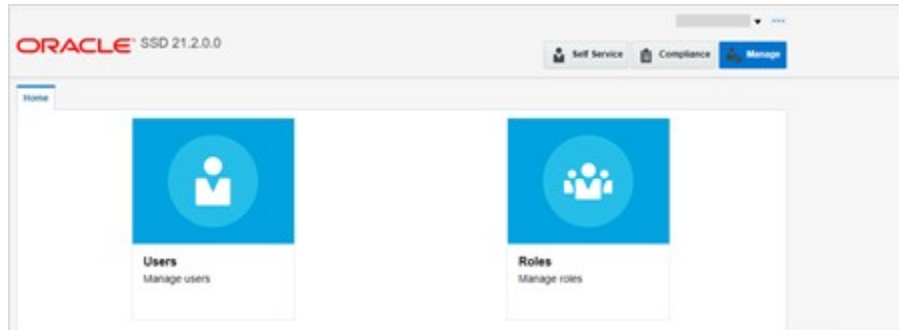 ORACLE® SSD 21.2.0.0
Self Service Compliance Manage
Home
Users Roles
Manage users Manage roles